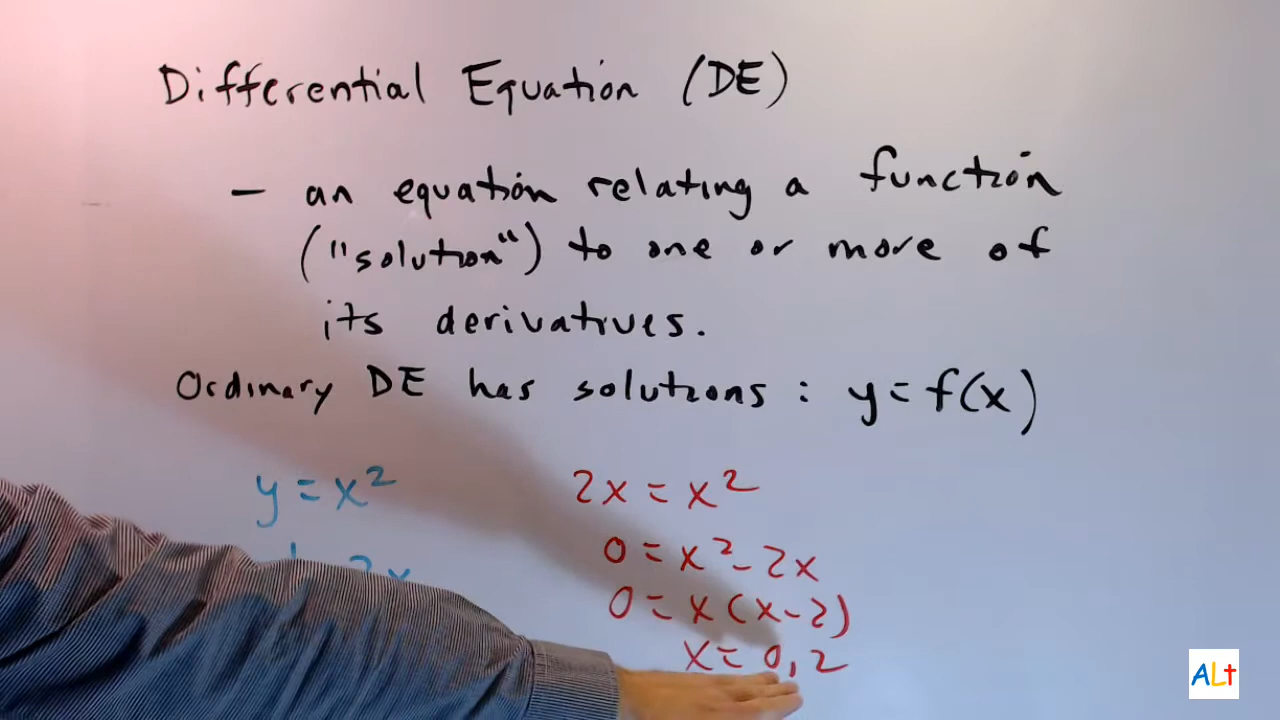 Differential Equation (DE)
- an equation relating a function
("solution") to one or more of
its derivatives.
Ordinary DE has solutions : y = f(x)
y = x²
2x
2x = x²
0 = x² - 2x
0 = x (x - 2)
x = 0, 2
ALt